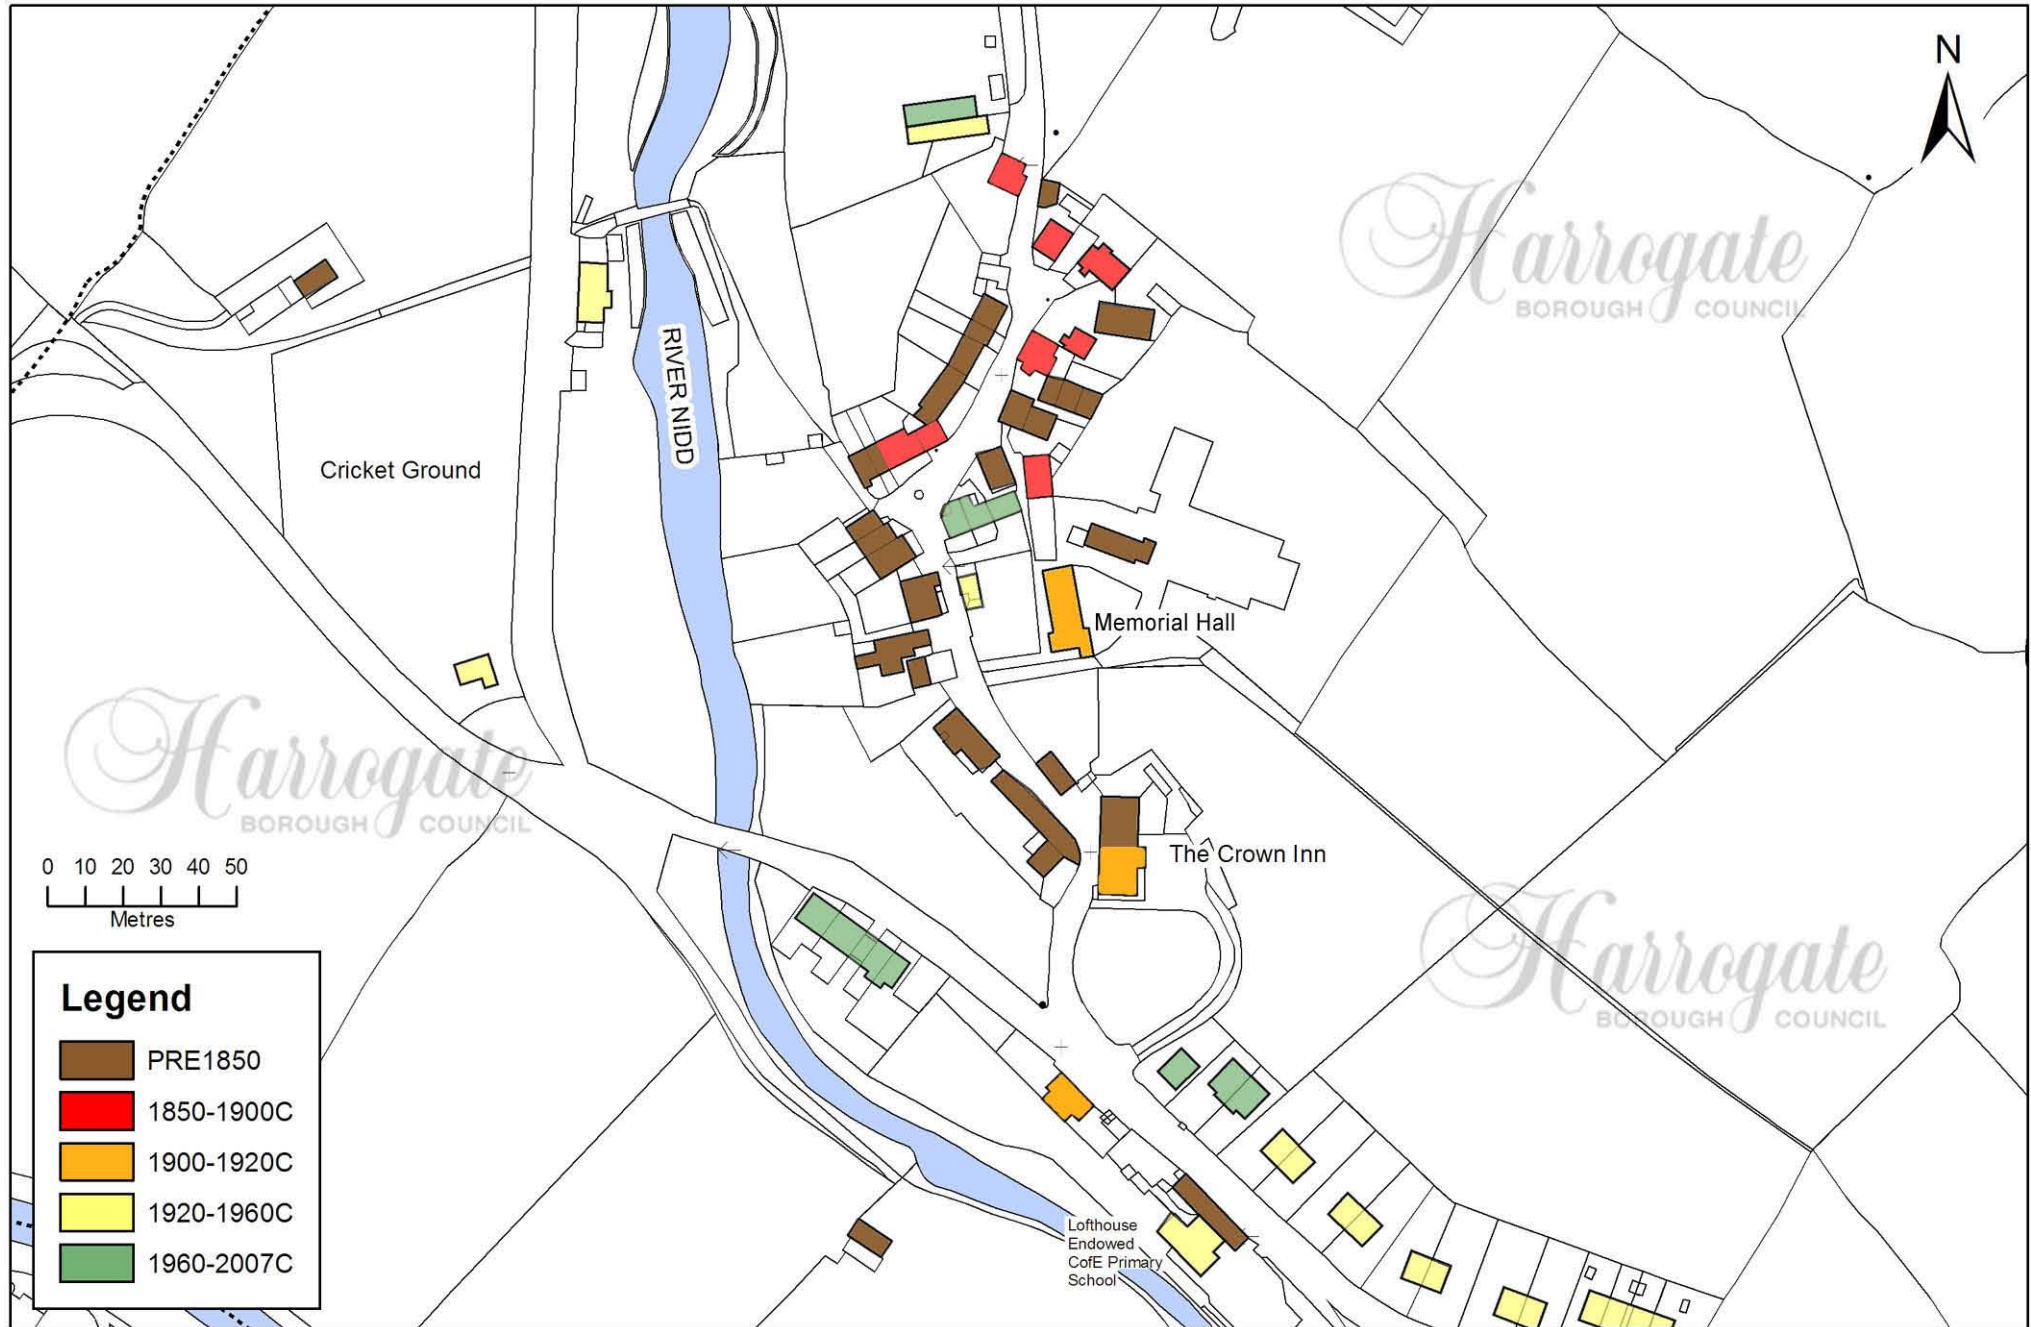 N
Harrogate
BOROUGH COUNCIL
RIVER NIDD
Cricket Ground
Memorial Hall
Harrogate
BOROUGH COUNCIL
The Crown Inn
0 10 20 30 40 50
Metres
Harrogate
BOROUGH COUNCIL
Legend
PRE1850
1850-1900C
1900-1920C
1920-1960C
1960-2007C
Lofthouse
Endowed
CofE Primary
School